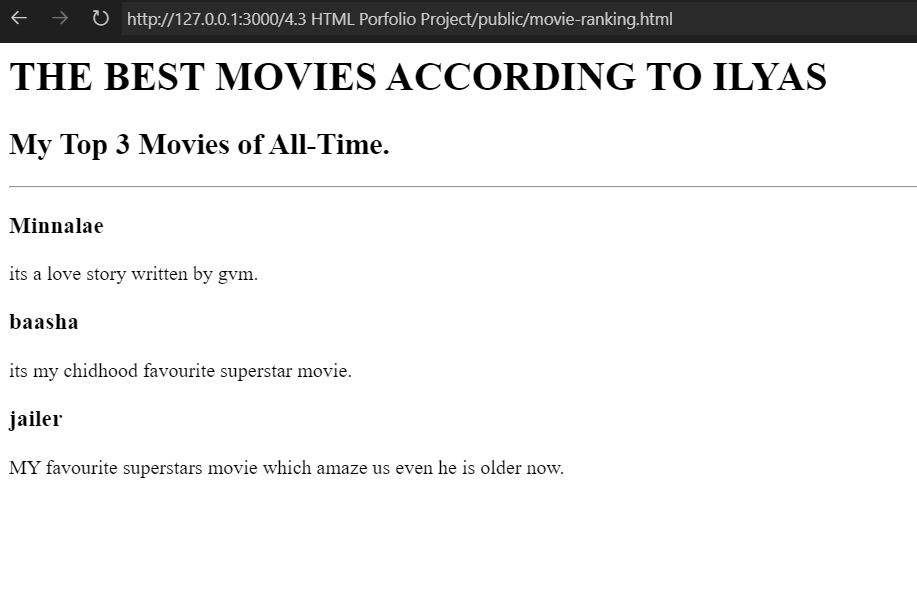 http://127.0.0.1:3000/4.3 HTML Porfolio Project/public/movie-ranking.html
THE BEST MOVIES ACCORDING TO ILYAS
My Top 3 Movies of All-Time.
Minnalae
its a love story written by gvm.
baasha
its my chidhood favourite superstar movie.
jailer
MY favourite superstars movie which amaze us even he is older now.